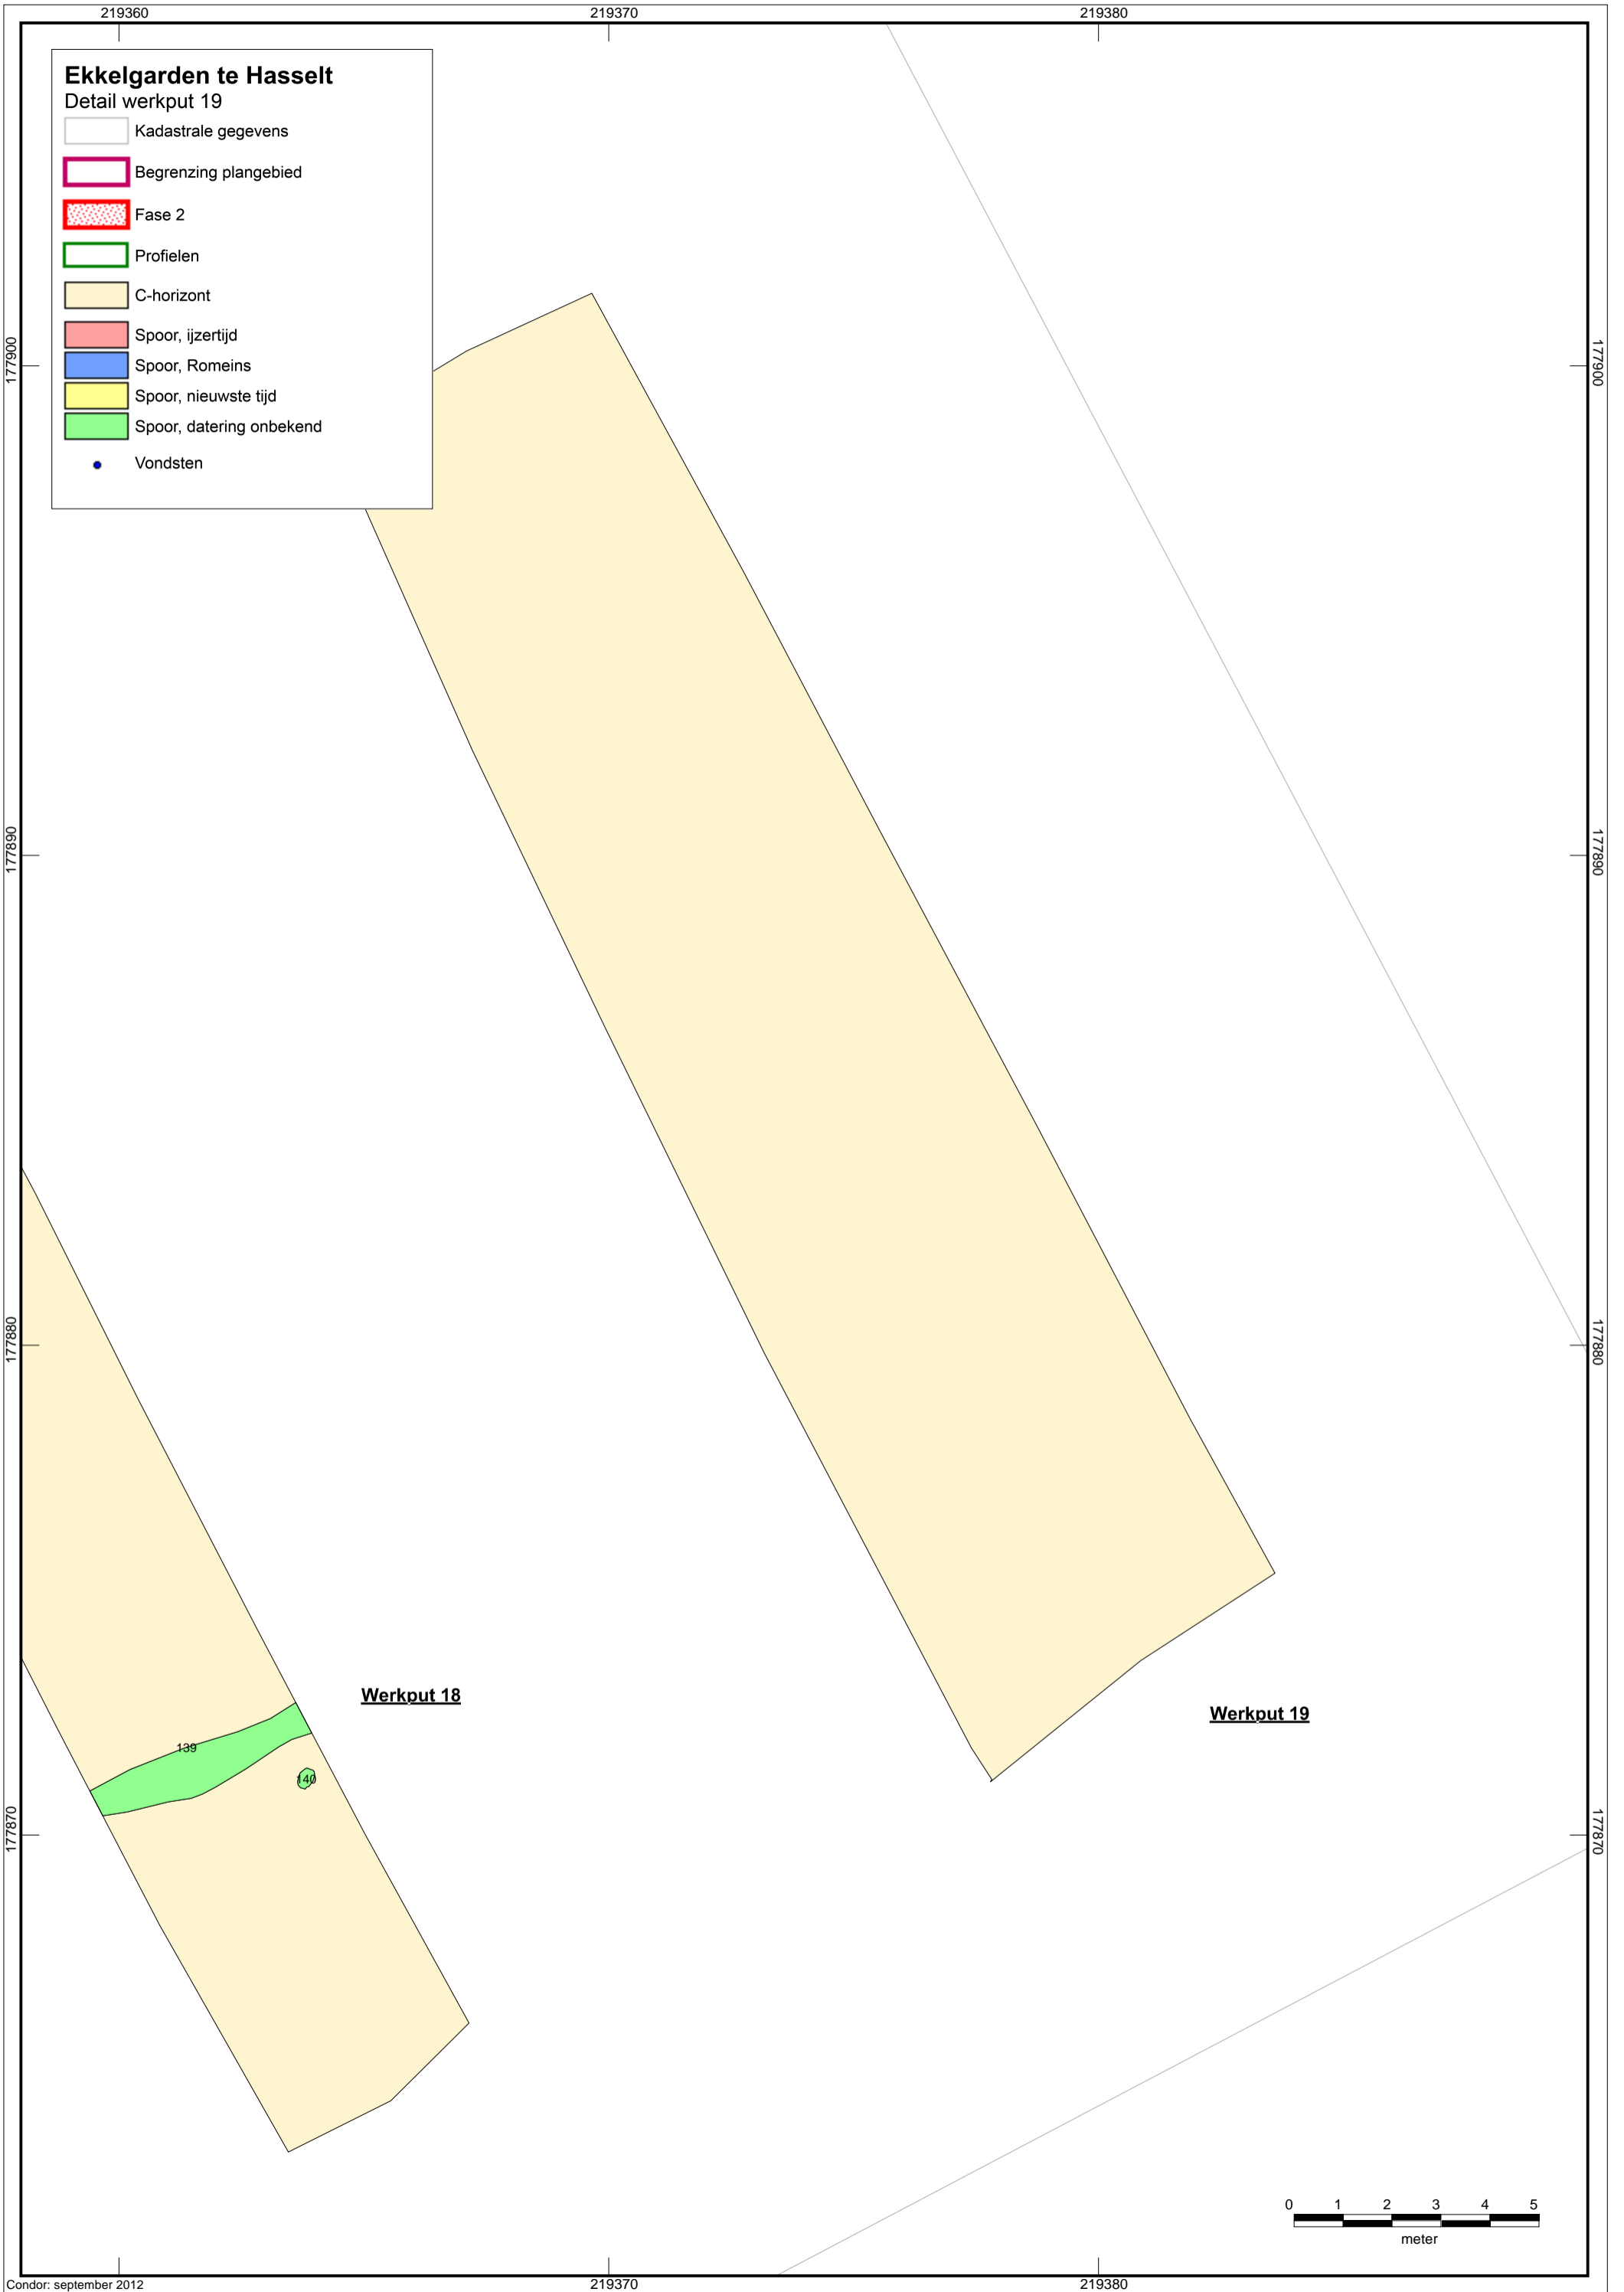 219360
219370
219380
Ekkelgarden te Hasselt
Detail werkput 19
Kadastrale gegevens
Begrenzing plangebied
Fase 2
Profielen
C-horizont
Spoor, ijzertijd
Spoor, Romeins
Spoor, nieuwste tijd
Spoor, datering onbekend
Vondsten
177900
177900
177890
177890
177880
177880
Werkput 18
Werkput 19
139
140
177870
177870
0 1 2 3 4 5
meter
Condor: september 2012
219370
219380